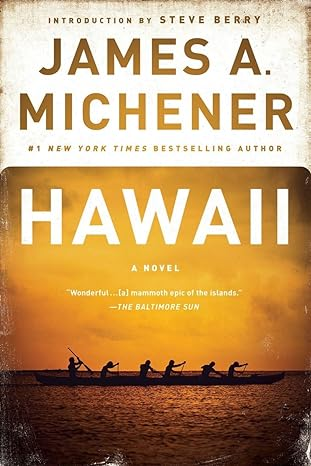 INTRODUCTION BY STEVE BERRY
JAMES A.
MICHENER
#1 NEW YORK TIMES BESTSELLING AUTHOR
HAWAII
A NOVEL
"Wonderful ... [a] mammoth epic of the islands."
—THE BALTIMORE SUN